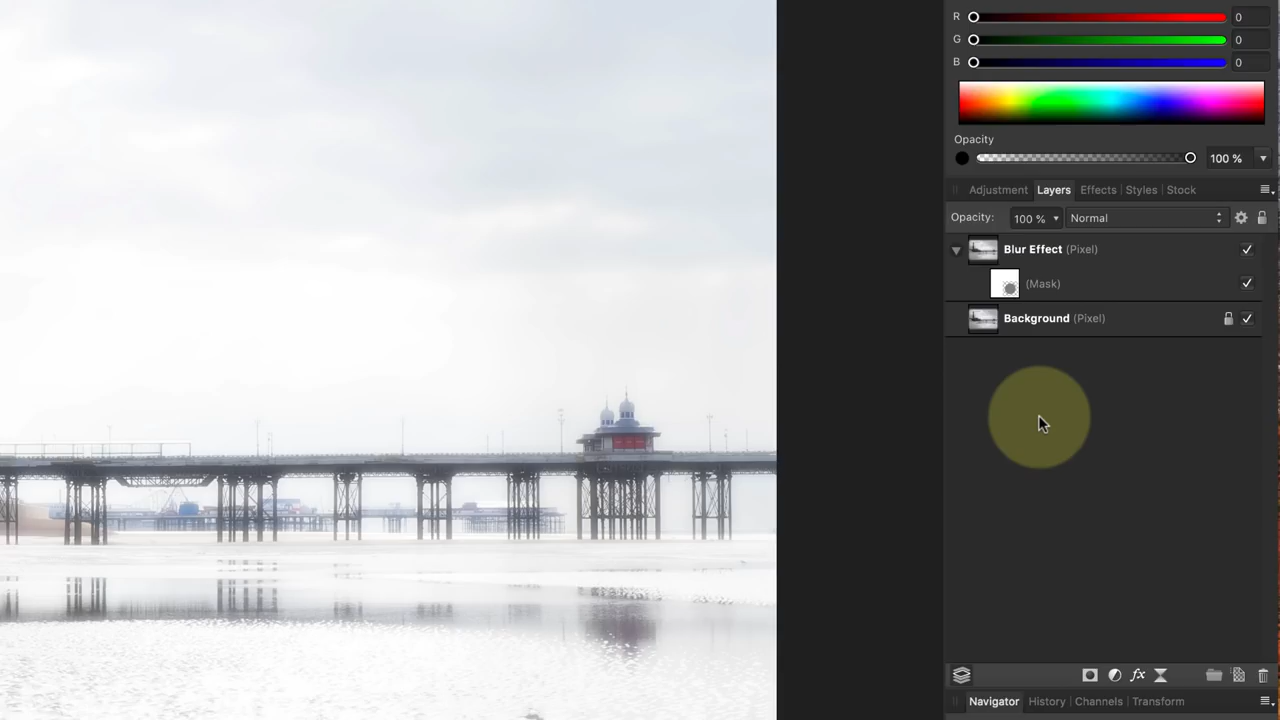 R 0
G 0
B 0
Opacity
100 %
Adjustment Layers Effects Styles Stock
Opacity: 100 % Normal
Blur Effect (Pixel)
(Mask)
Background (Pixel)
fx
Navigator History Channels Transform